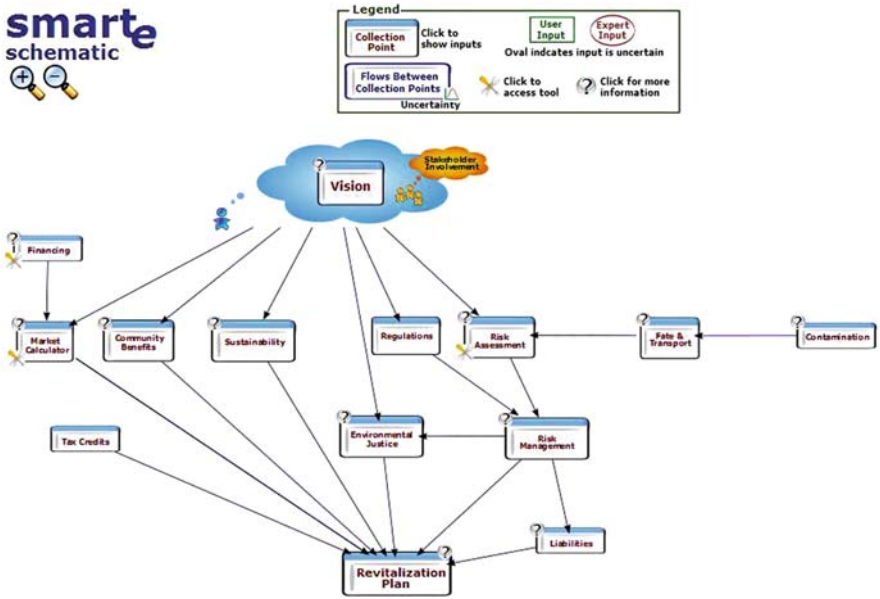 smarte
schematic
Legend
Collection
Point
Click to
show inputs
User
Input
Expert
Input
Oval indcates input is uncertain
Flows Between
Collection Points
Uncertainty
Click to
access tool
Click for more
information
Stakeholder
Involvement
Vision
Financing
Market
Calculator
Community
Benefits
Sustainability
Regulations
Risk
Assessment
Fate &
Transport
Contamination
Tax Credits
Environmental
Justice
Risk
Management
Liabilities
Revitalization
Plan